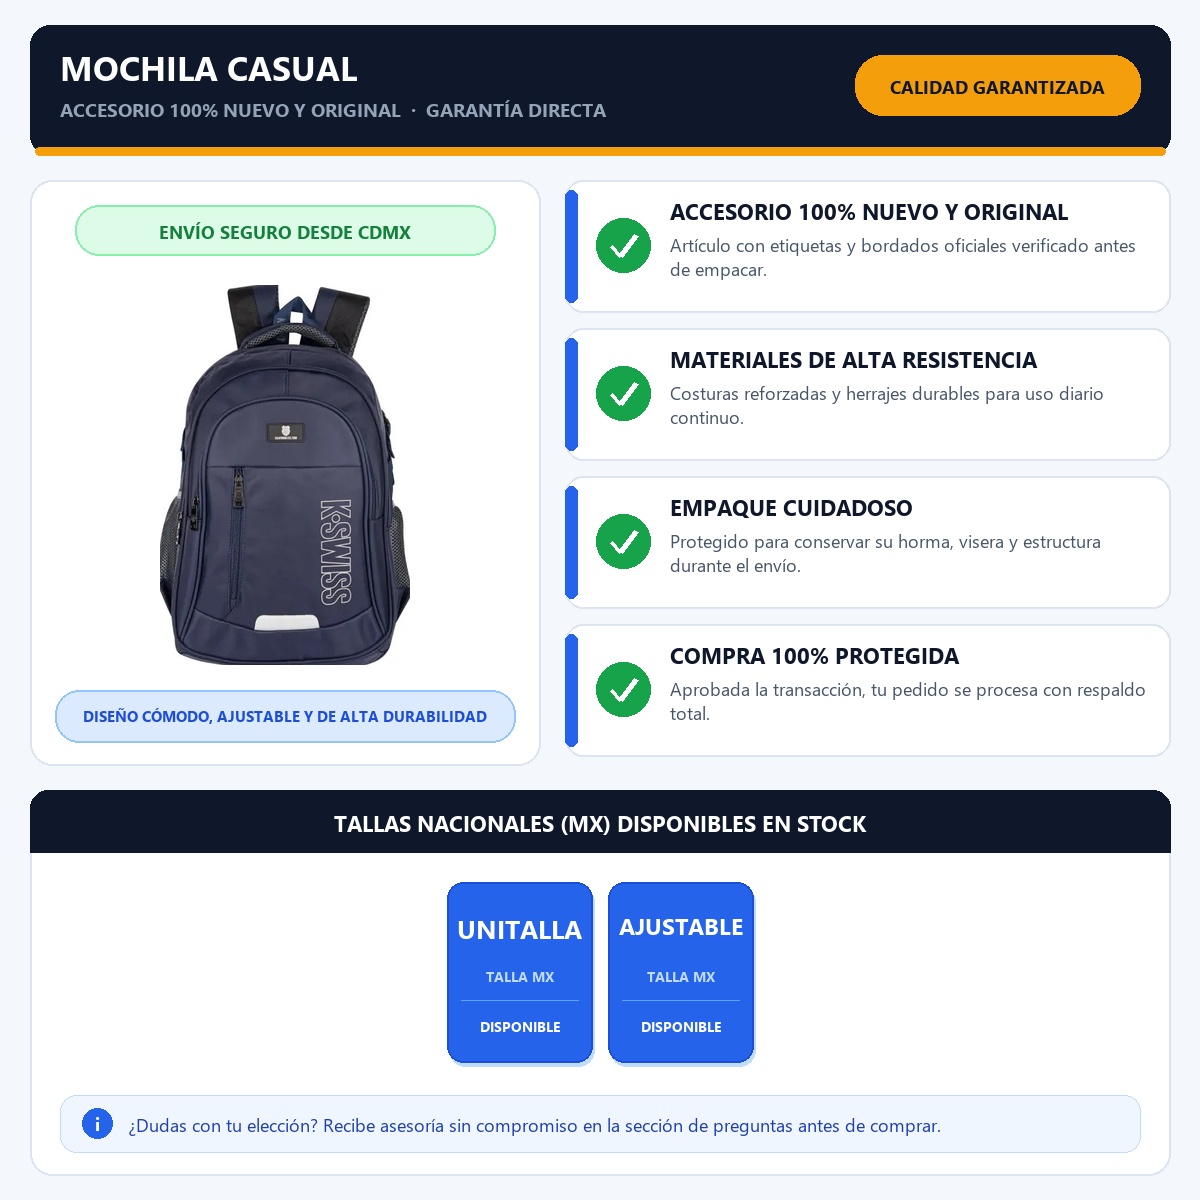 MOCHILA CASUAL
ACCESORIO 100% NUEVO Y ORIGINAL · GARANTÍA DIRECTA
CALIDAD GARANTIZADA
ENVÍO SEGURO DESDE CDMX
K·SWISS
DISEÑO CÓMODO, AJUSTABLE Y DE ALTA DURABILIDAD
ACCESORIO 100% NUEVO Y ORIGINAL
Artículo con etiquetas y bordados oficiales verificado antes
de empacar.
MATERIALES DE ALTA RESISTENCIA
Costuras reforzadas y herrajes durables para uso diario
continuo.
EMPAQUE CUIDADOSO
Protegido para conservar su horma, visera y estructura
durante el envío.
COMPRA 100% PROTEGIDA
Aprobada la transacción, tu pedido se procesa con respaldo
total.
TALLAS NACIONALES (MX) DISPONIBLES EN STOCK
UNITALLA
TALLA MX
DISPONIBLE
AJUSTABLE
TALLA MX
DISPONIBLE
¿Dudas con tu elección? Recibe asesoría sin compromiso en la sección de preguntas antes de comprar.